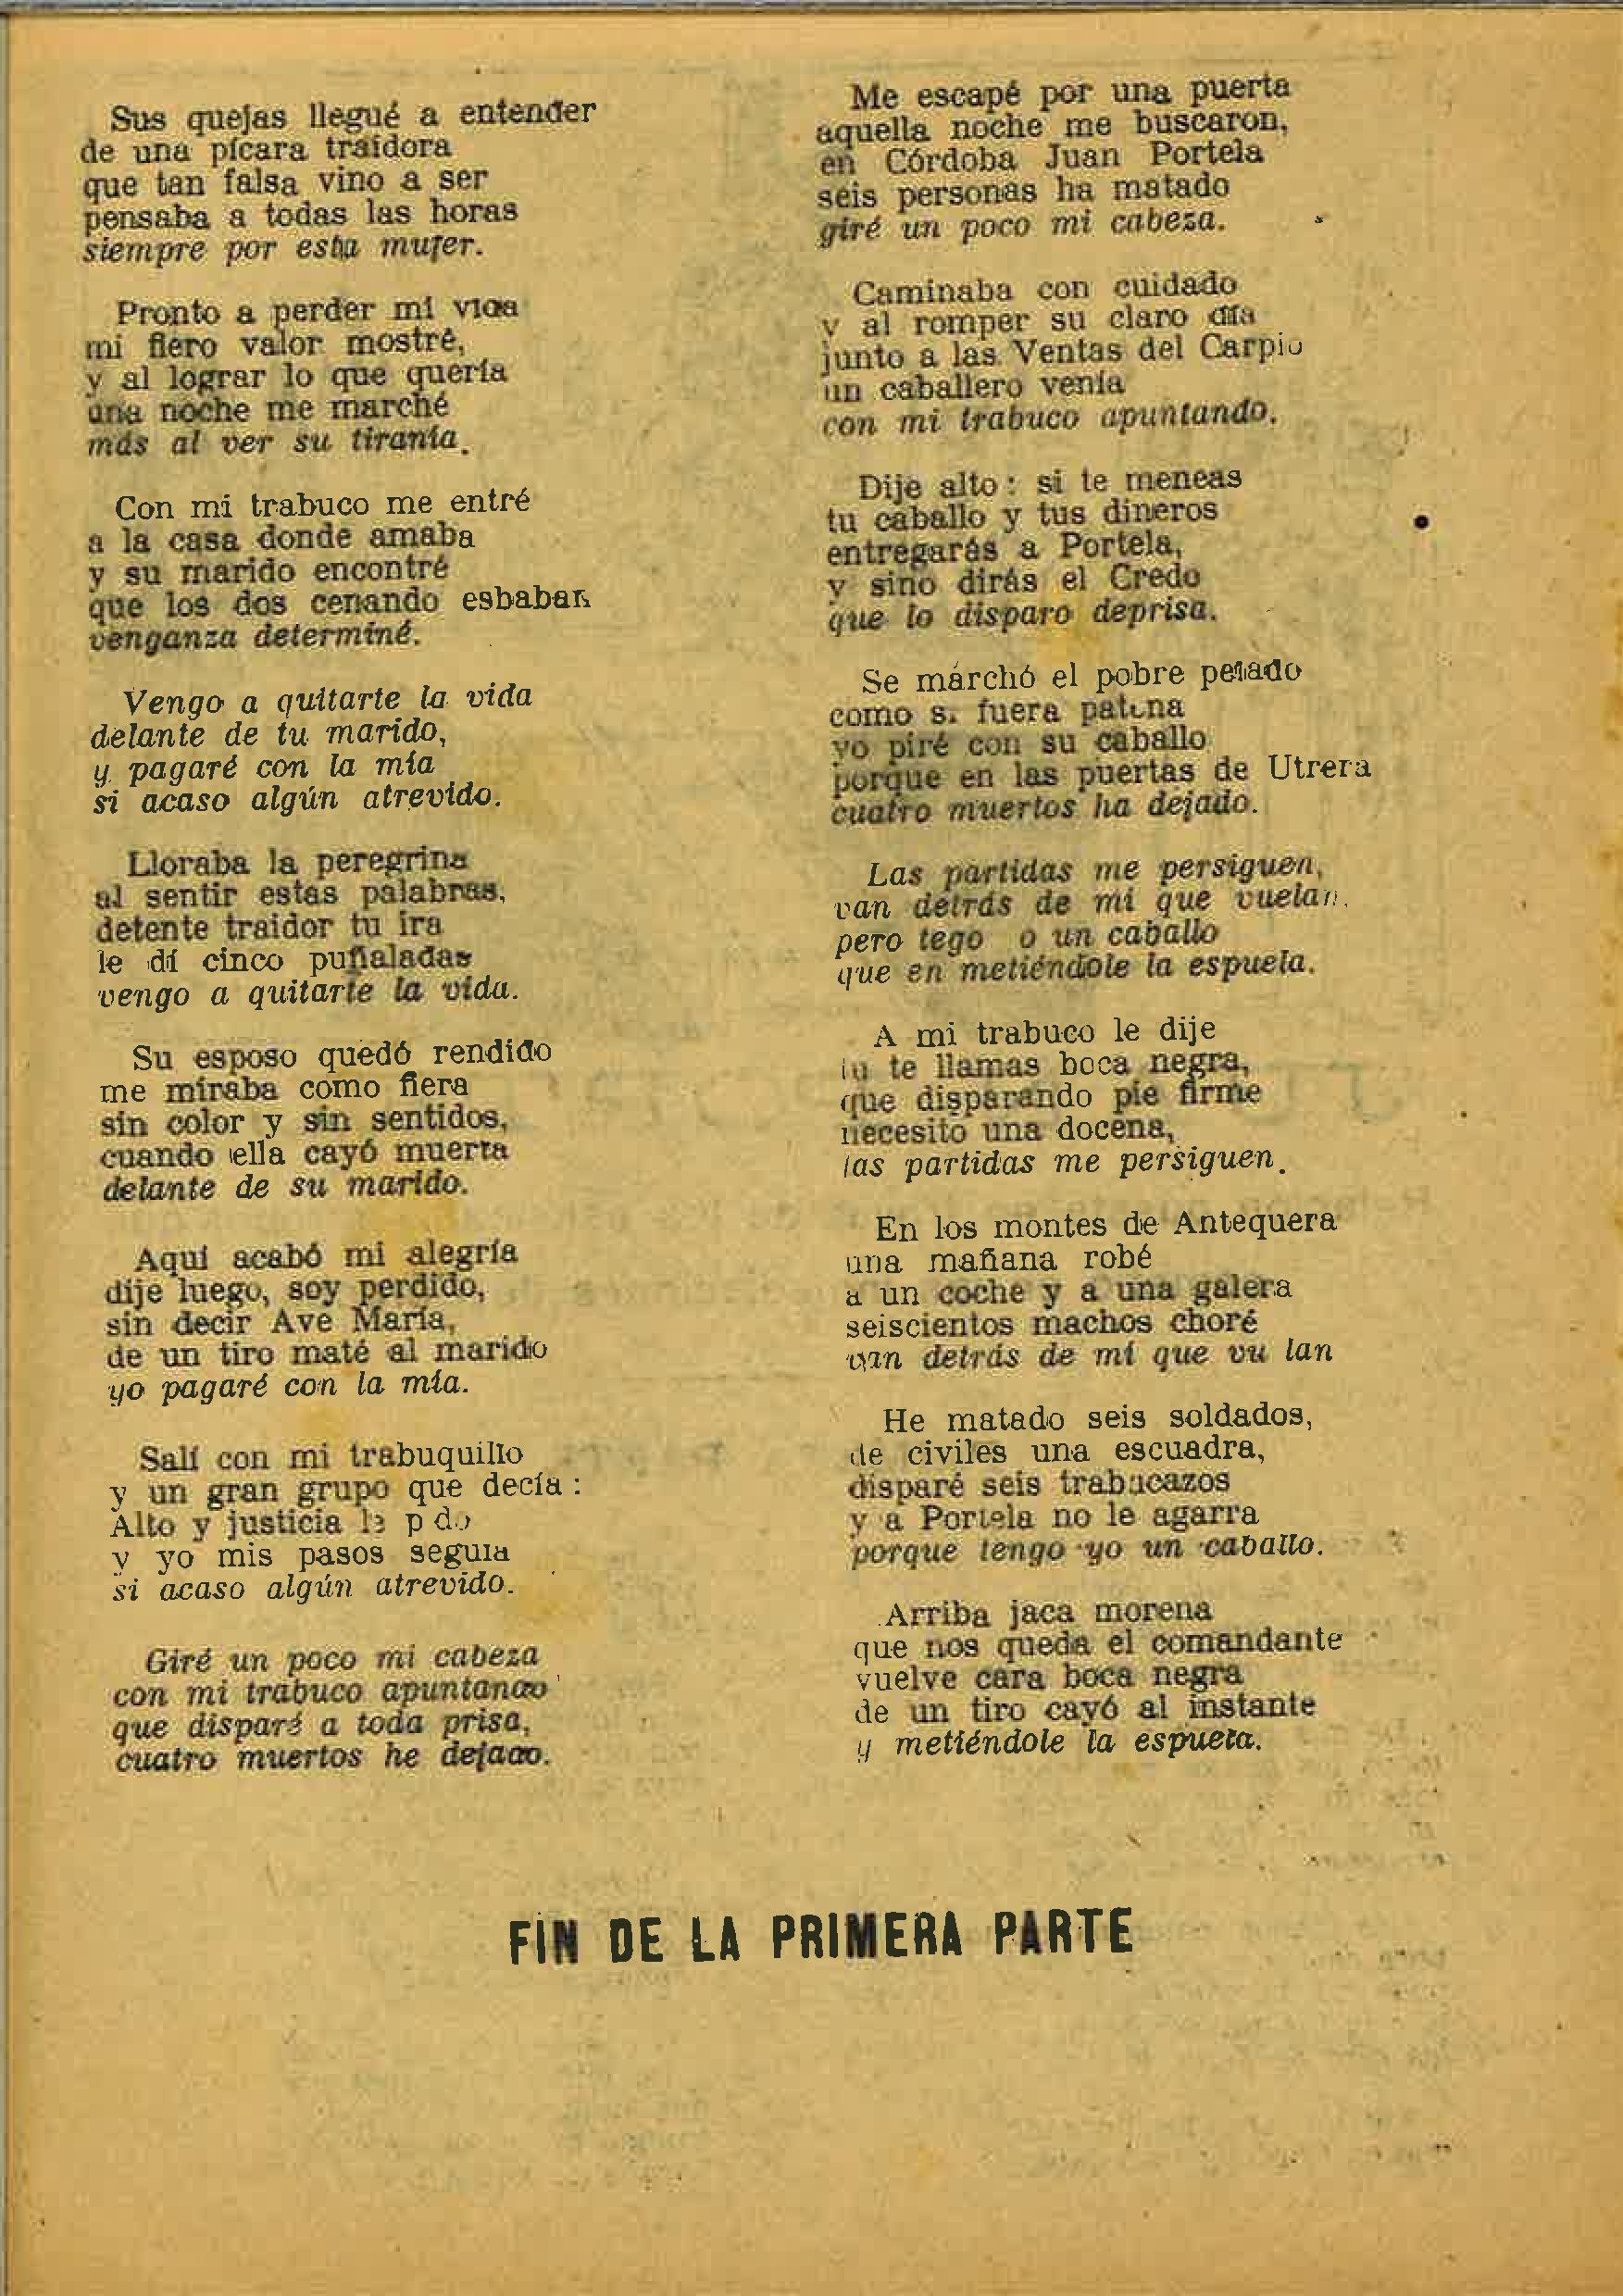 Sus quejas llegué a entender
de una pícara traidora
que tan falsa vino a ser
pensaba a todas las horas
siempre por esta mujer.
Pronto a perder mi vida
mi fiero valor mostré,
y al lograr lo que quería
una noche me marché
más al ver su tiranía.
Con mi trabuco me entré
a la casa donde amaba
y su marido encontré
que los dos cenando esbaban
venganza determiné.
Vengo a quitarte la vida
delante de tu marido,
y pagaré con la mía
si acaso algún atrevido.
Lloraba la peregrina
al sentir estas palabras,
detente traidor tu ira
le dí cinco puñaladas
vengo a quitarte la vida.
Su esposo quedó rendido
me miraba como fiera
sin color y sin sentidos,
cuando ella cayó muerta
delante de su marido.
Aquí acabó mi alegría
dije luego, soy perdido,
sin decir Ave María,
de un tiro maté al marido
yo pagaré con la mía.
Salí con mi trabuquillo
y un gran grupo que decía:
Alto y justicia le p do
y yo mis pasos seguía
si acaso algún atrevido.
Giré un poco mi cabeza
con mi trabuco apuntando
que disparé a toda prisa,
cuatro muertos he dejado.
Me escapé por una puerta
aquella noche me buscaron,
en Córdoba Juan Portela
seis personas ha matado
giré un poco mi cabeza.
Caminaba con cuidado
y al romper su claro día
junto a las Ventas del Carpio
un caballero venía
con mi trabuco apuntando.
Dije alto: si te meneas
tu caballo y tus dineros
entregarás a Portela,
y sino dirás el Credo
que lo disparo deprisa.
Se márchó el pobre pelado
como si fuera patena
yo piré con su caballo
porque en las puertas de Utrera
cuatro muertos ha dejado.
Las partidas me persiguen,
van detrás de mí que vuelan,
pero tego o un caballo
que en metiéndole la espuela.
A mi trabuco le dije
tu te llamas boca negra,
que disparando pie firme
necesito una docena,
las partidas me persiguen.
En los montes de Antequera
una mañana robé
a un coche y a una galera
seiscientos machos choré
van detrás de mí que vu lan
He matado seis soldados,
de civiles una escuadra,
disparé seis trabucazos
y a Portela no le agarra
porque tengo yo un caballo.
Arriba jaca morena
que nos queda el comandante
vuelve cara boca negra
de un tiro cayó al instante
y metiéndole la espuela.
FIN DE LA PRIMERA PARTE